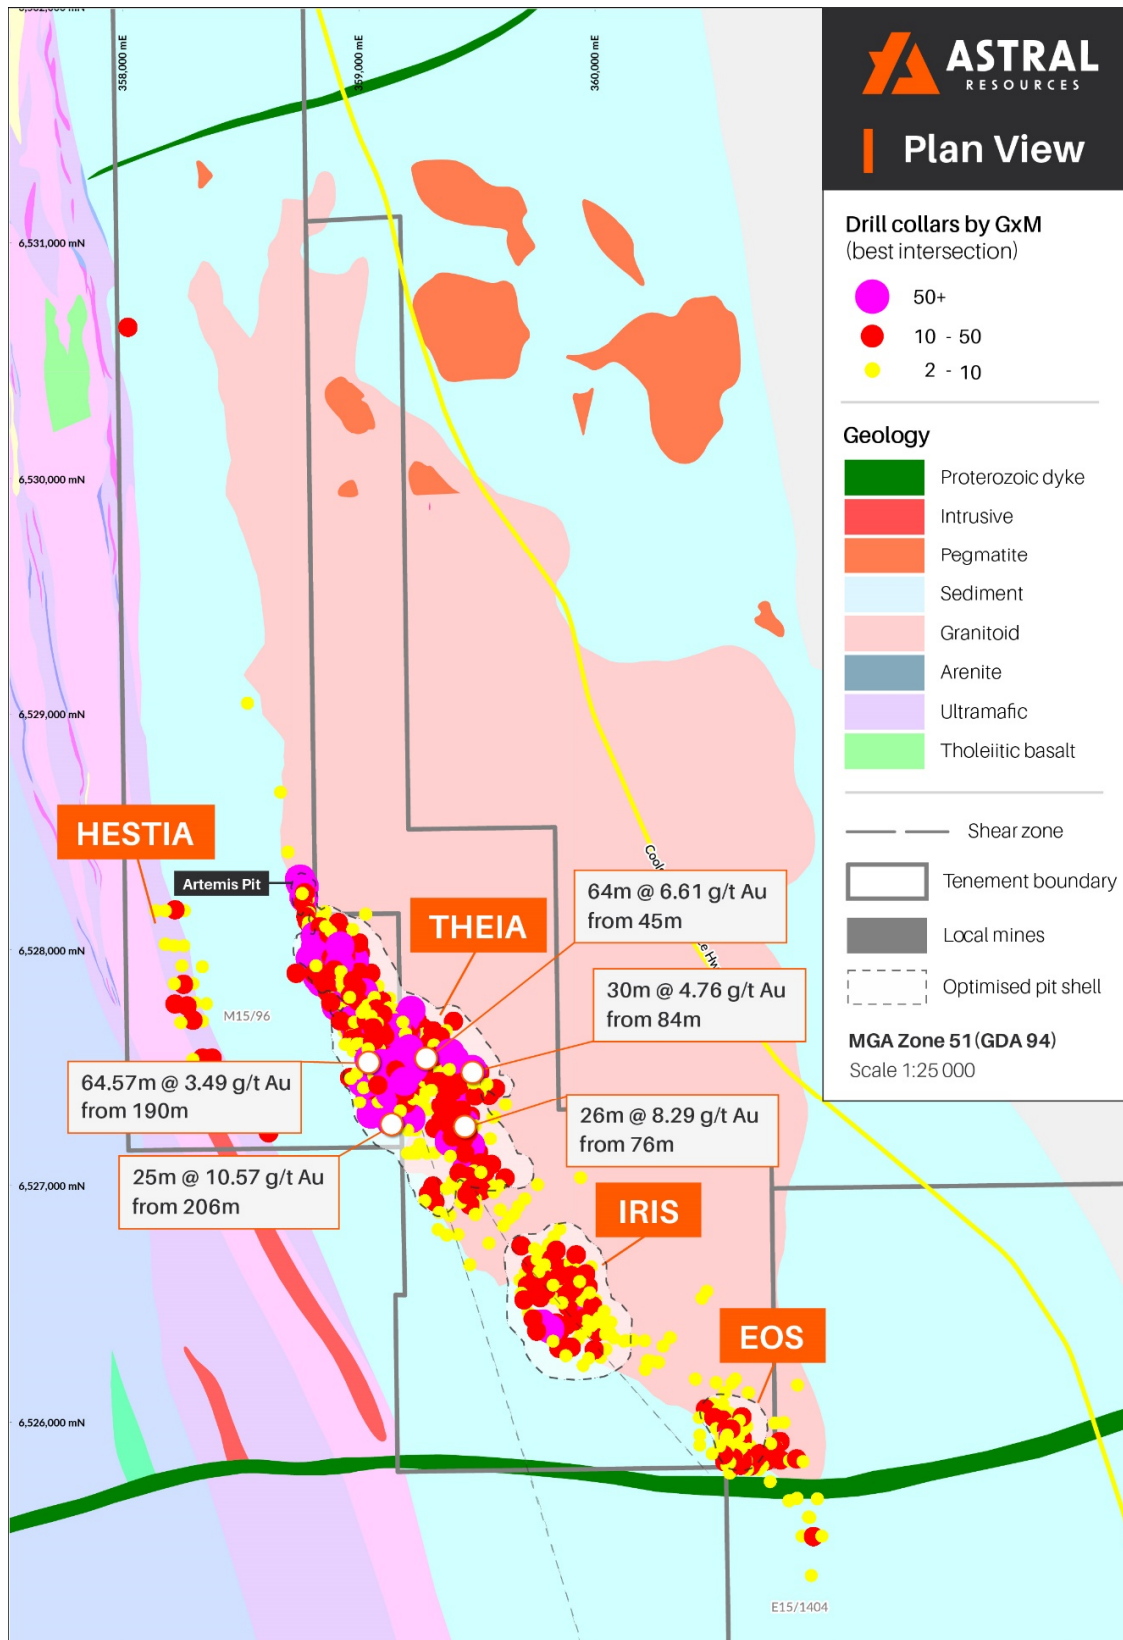 ASTRAL
RESOURCES
Plan View
Drill collars by GxM
(best intersection)
50+
10 - 50
2 - 10
Geology
Proterozoic dyke
Intrusive
Pegmatite
Sediment
Granitoid
Arenite
Ultramafic
Tholeiitic basalt
Shear zone
Tenement boundary
Local mines
Optimised pit shell
MGA Zone 51 (GDA 94)
Scale 1:25 000
358,000 mE
359,000 mE
360,000 mE
6,531,000 mN
6,530,000 mN
6,529,000 mN
6,528,000 mN
6,527,000 mN
6,526,000 mN
HESTIA
Artemis Pit
THEIA
64m @ 6.61 g/t Au
from 45m
30m @ 4.76 g/t Au
from 84m
M15/96
64.57m @ 3.49 g/t Au
from 190m
26m @ 8.29 g/t Au
from 76m
25m @ 10.57 g/t Au
from 206m
IRIS
EOS
E15/1404